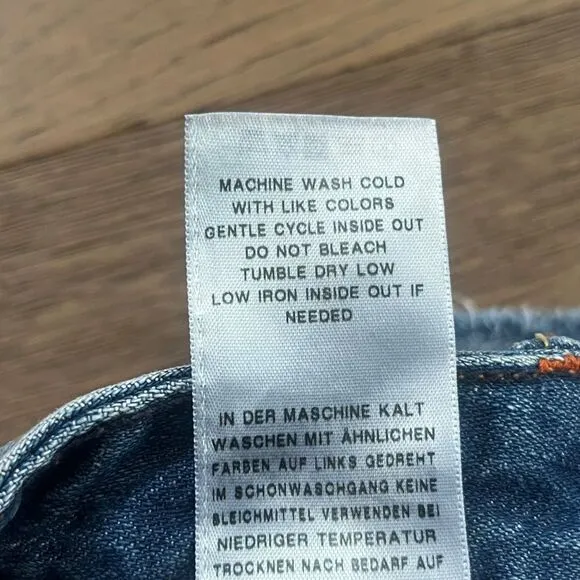 MACHINE WASH COLD
WITH LIKE COLORS
GENTLE CYCLE INSIDE OUT
DO NOT BLEACH
TUMBLE DRY LOW
LOW IRON INSIDE OUT IF
NEEDED
IN DER MASCHINE KALT
WASCHEN MIT ÄHNLICHEN
FARBEN AUF LINKS GEDREHT
IM SCHONWASCHGANG KEINE
BLEICHMITTEL VERWENDEN BEI
NIEDRIGER TEMPERATUR
TROCKNEN NACH BEDARF AUF